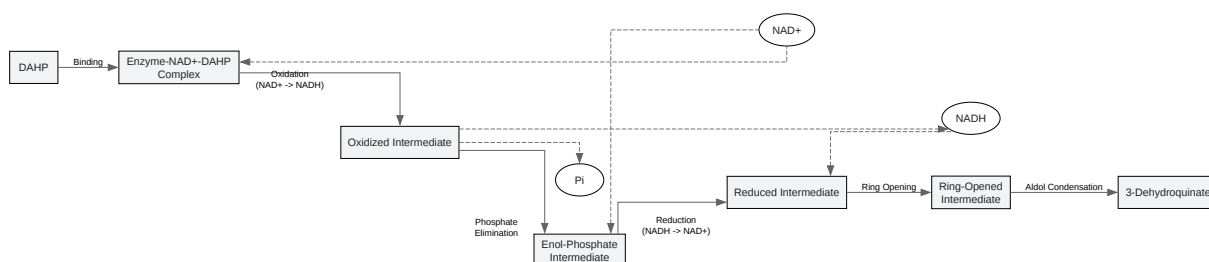 NAD+
DAHP
Binding
Enzyme-NAD+-DAHP
Complex
Oxidation
(NAD+ -> NADH)
NADH
Oxidized Intermediate
Pi
Reduced Intermediate
Ring Opening
Ring-Opened
Intermediate
Aldol Condensation
3-Dehydroquinate
Phosphate
Elimination
Reduction
(NADH -> NAD+)
Enol-Phosphate
Intermediate